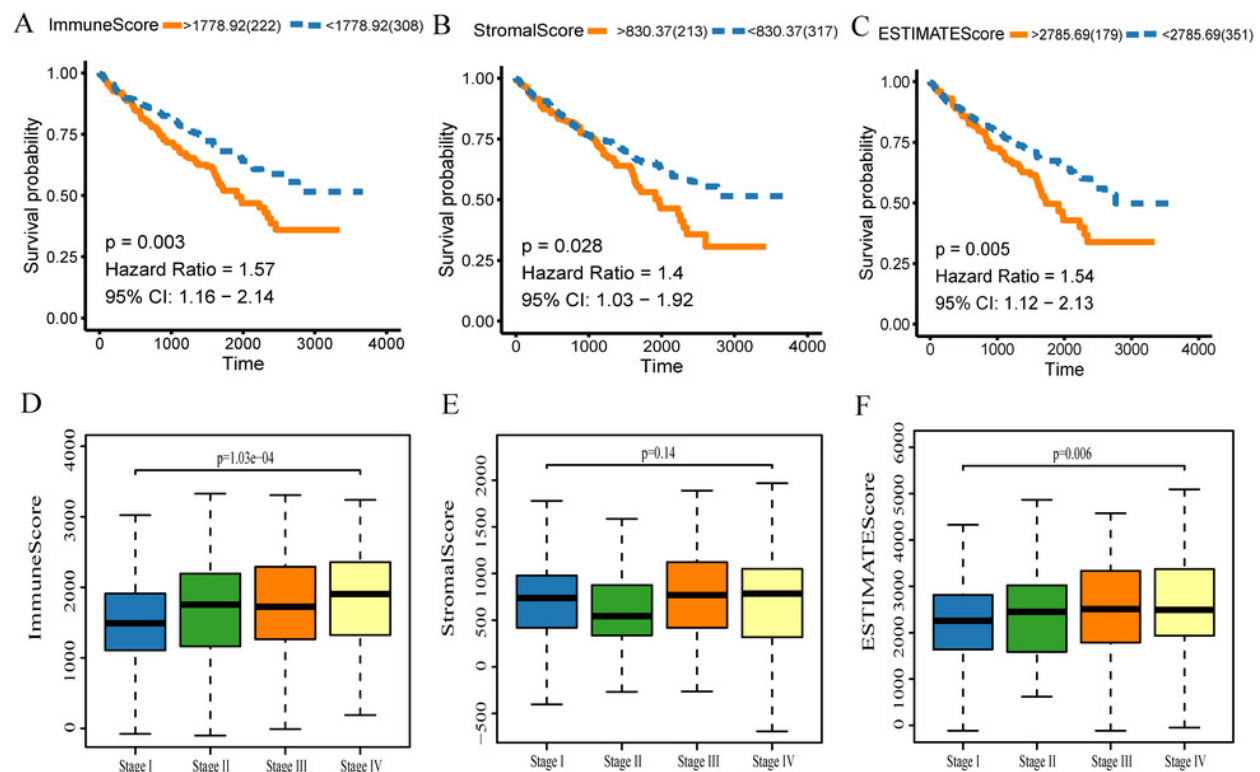 A ImmuneScore >1778.92(222) <1778.92(308)
Survival probability
1.00
0.75
0.50
0.25
0.00
p = 0.003
Hazard Ratio = 1.57
95% CI: 1.16 − 2.14
0 1000 2000 3000 4000
Time
B StromalScore >830.37(213) <830.37(317)
Survival probability
1.00
0.75
0.50
0.25
0.00
p = 0.028
Hazard Ratio = 1.4
95% CI: 1.03 − 1.92
0 1000 2000 3000 4000
Time
C ESTIMATEScore >2785.69(179) <2785.69(351)
Survival probability
1.00
0.75
0.50
0.25
0.00
p = 0.005
Hazard Ratio = 1.54
95% CI: 1.12 − 2.13
0 1000 2000 3000 4000
Time
D
ImmuneScore
4000
3000
2000
1000
0
p=1.03e−04
Stage I Stage II Stage III Stage IV
E
StromalScore
2000
1500
1000
500
0
−500
p=0.14
Stage I Stage II Stage III Stage IV
F
ESTIMATEScore
6000
5000
4000
3000
2000
1000
0
p=0.006
Stage I Stage II Stage III Stage IV